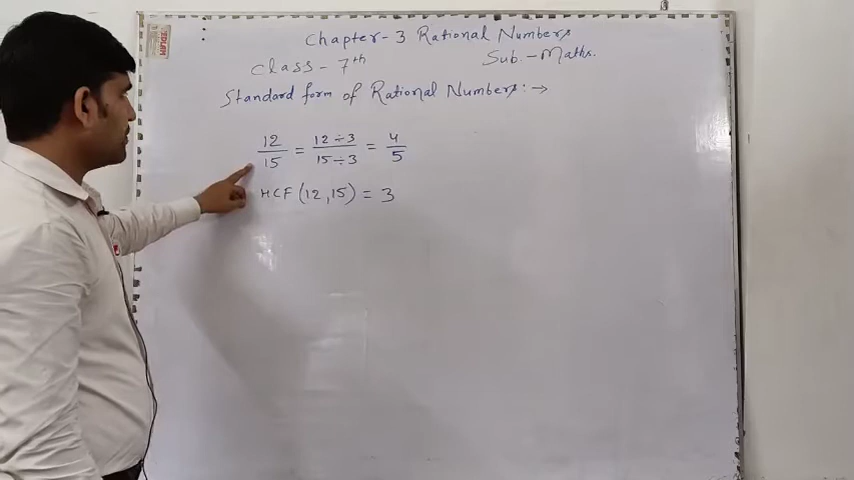 Chapter-3 Rational Numbers
Class-7th
Sub.-Maths.
Standard form of Rational Numbers:→
12/15 = 12÷3/15÷3 = 4/5
HCF (12,15) = 3